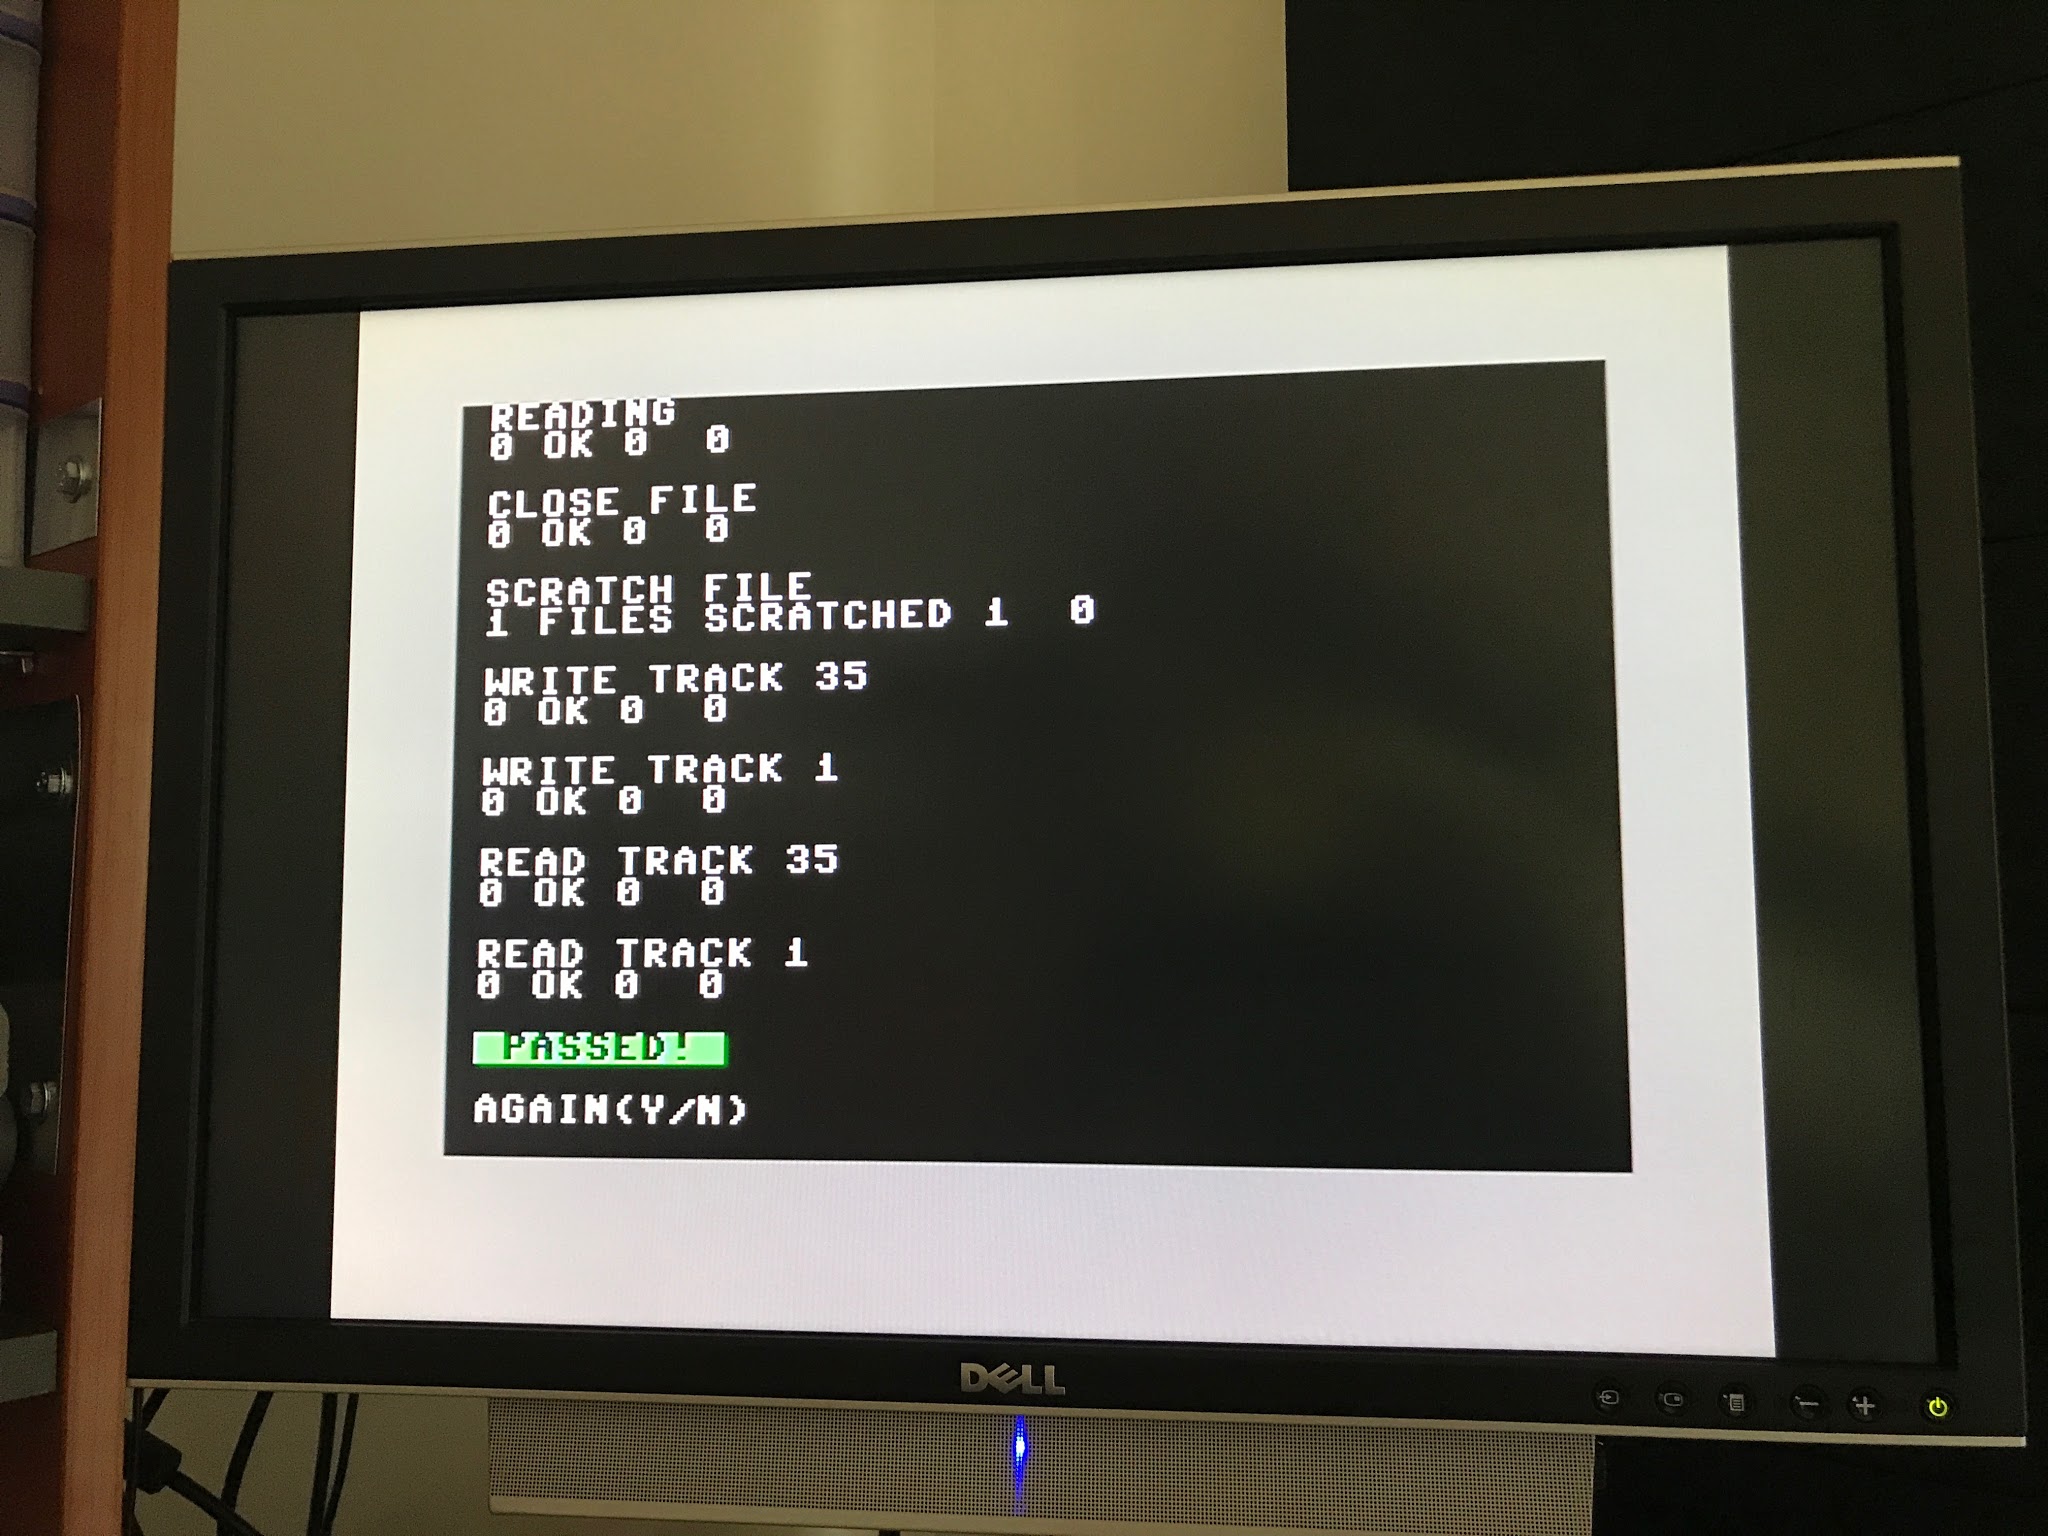 READING
0 OK 0 0
CLOSE FILE
0 OK 0 0
SCRATCH FILE
1 FILES SCRATCHED 1 0
WRITE TRACK 35
0 OK 0 0
WRITE TRACK 1
0 OK 0 0
READ TRACK 35
0 OK 0 0
READ TRACK 1
0 OK 0 0
PASSED!
AGAIN(Y/N)
DELL